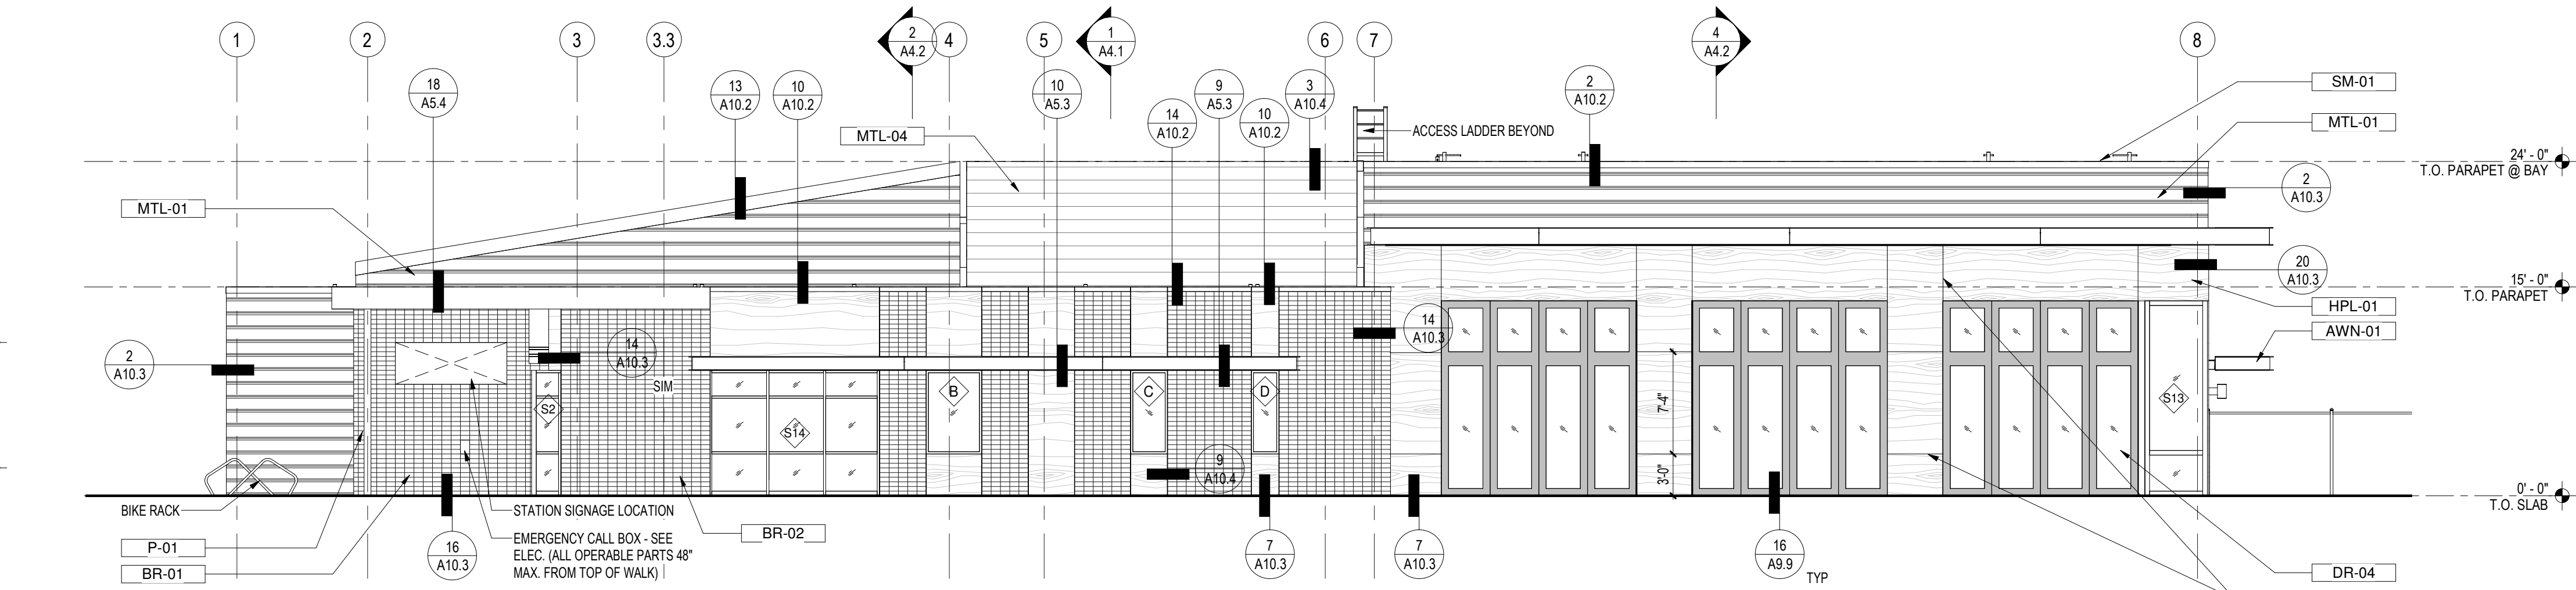 1
2
3
3.3
2
A4.2
4
5
1
A4.1
6
7
4
A4.2
8
18
A5.4
13
A10.2
10
A10.2
10
A5.3
14
A10.2
9
A5.3
10
A10.2
3
A10.4
2
A10.2
SM-01
MTL-01
MTL-04
ACCESS LADDER BEYOND
24' - 0"
T.O. PARAPET @ BAY
2
A10.3
MTL-01
20
A10.3
15' - 0"
T.O. PARAPET
HPL-01
AWN-01
2
A10.3
14
A10.3
SIM
14
A10.3
S2
S14
B
C
D
7'-4"
3'-0"
S13
9
A10.4
0' - 0"
T.O. SLAB
BIKE RACK
STATION SIGNAGE LOCATION
P-01
BR-01
16
A10.3
EMERGENCY CALL BOX - SEE
ELEC. (ALL OPERABLE PARTS 48"
MAX. FROM TOP OF WALK)
BR-02
7
A10.3
7
A10.3
16
A9.9
TYP
DR-04